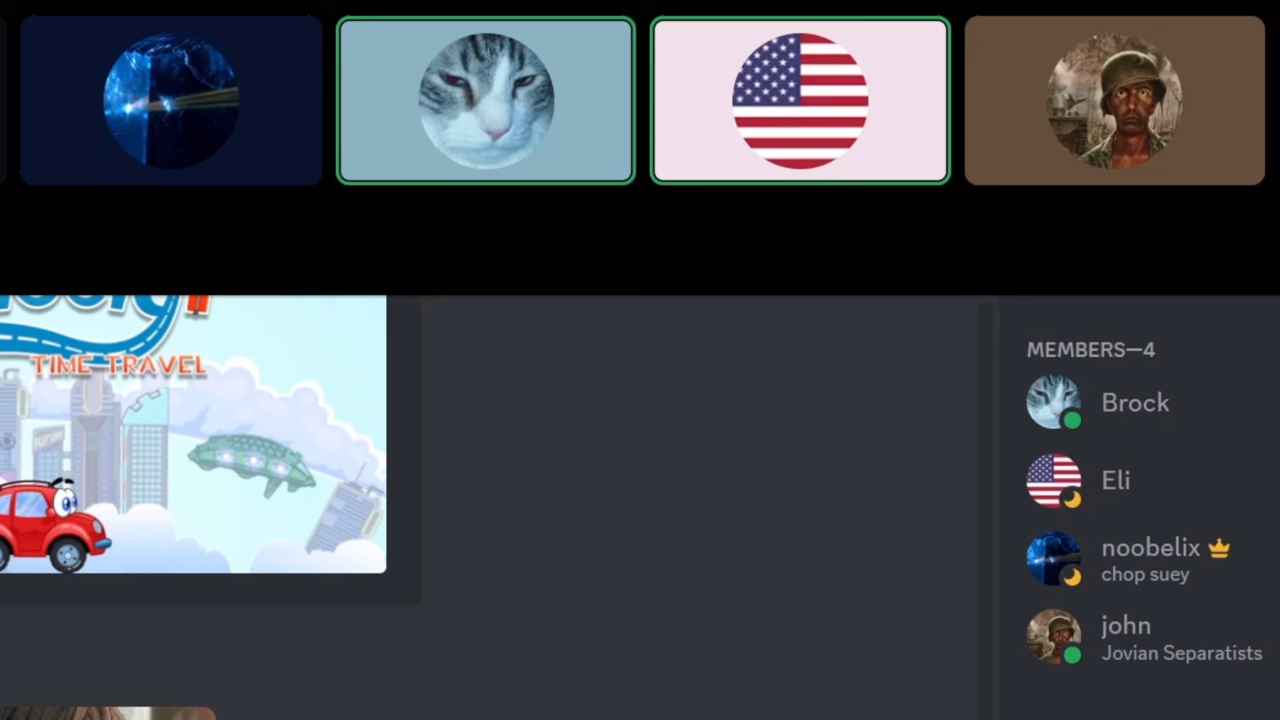 TIME TRAVEL
MEMBERS—4
Brock
Eli
noobelix
chop suey
john
Jovian Separatists